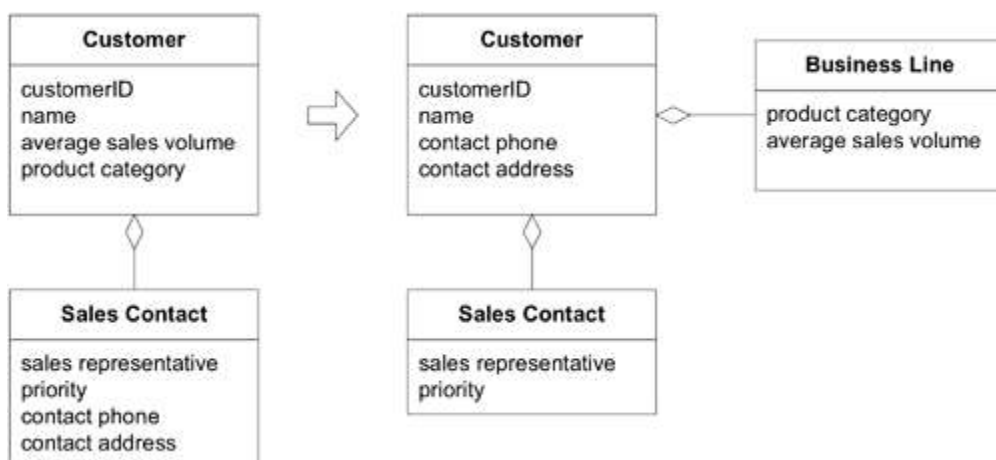 Customer
customerID
name
average sales volume
product category
Sales Contact
sales representative
priority
contact phone
contact address
Customer
customerID
name
contact phone
contact address
Sales Contact
sales representative
priority
Business Line
product category
average sales volume